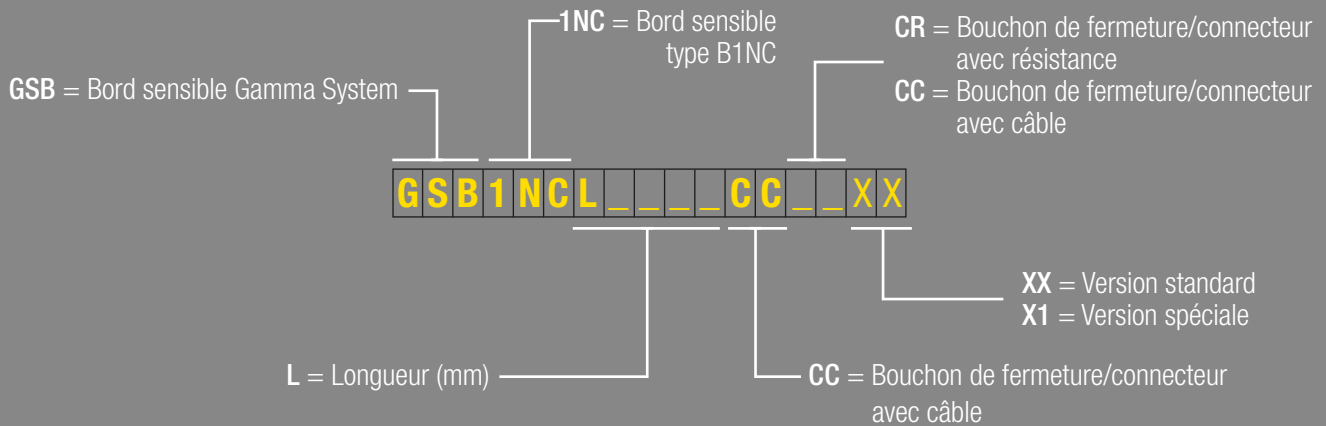 1NC = Bord sensible
type B1NC
CR = Bouchon de fermeture/connecteur
avec résistance
CC = Bouchon de fermeture/connecteur
avec câble
GSB = Bord sensible Gamma System
GSB1NCL____CC__XX
XX = Version standard
X1 = Version spéciale
L = Longueur (mm)
CC = Bouchon de fermeture/connecteur
avec câble